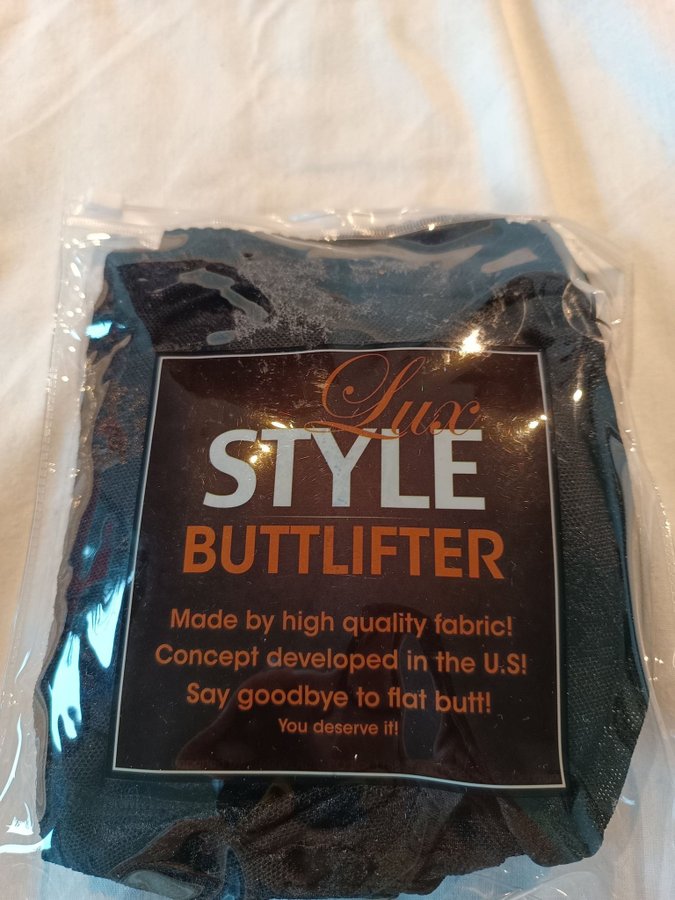 Lux
STYLE
BUTTLIFTER
Made by high quality fabric!
Concept developed in the U.S!
Say goodbye to flat butt!
You deserve it!